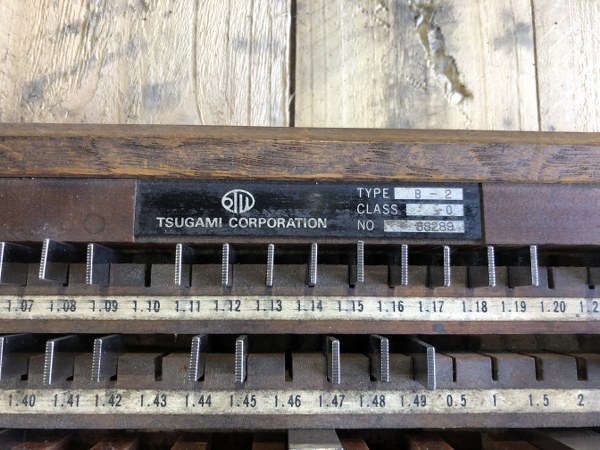 TYPE B-2
TSUGAMI CORPORATION
CLASS 0
NO 88289
1.07 1.08 1.09 1.10 1.11 1.12 1.13 1.14 1.15 1.16 1.17 1.18 1.19 1.20
1.40 1.41 1.42 1.43 1.44 1.45 1.46 1.47 1.48 1.49 0.5 1 1.5 2